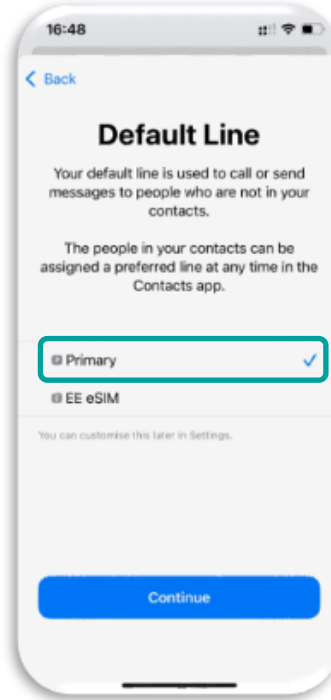 16:48
Back
Default Line
Your default line is used to call or send
messages to people who are not in your
contacts.
The people in your contacts can be
assigned a preferred line at any time in the
Contacts app.
Primary
EE eSIM
You can customise this later in Settings.
Continue